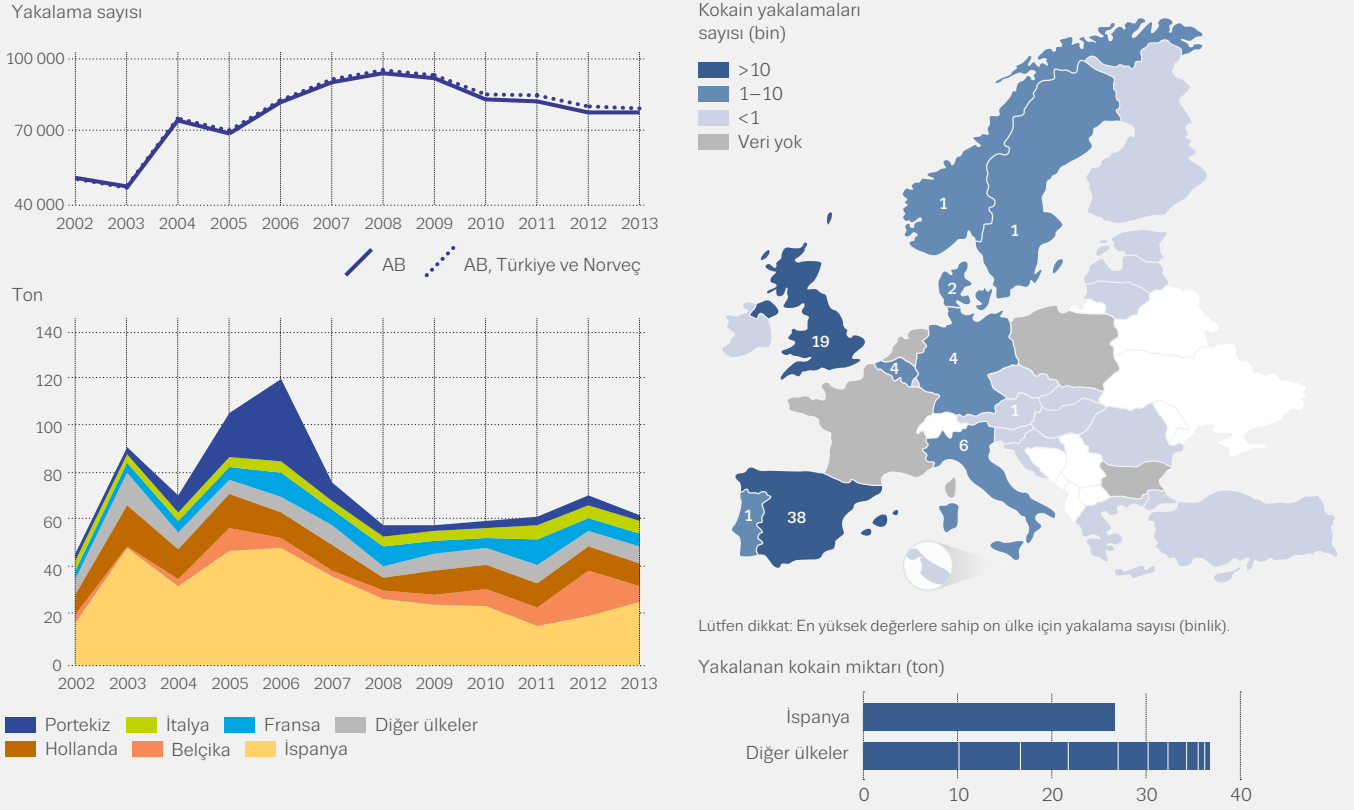 Yakalama sayısı
100 000
70 000
40 000
2002 2003 2004 2005 2006 2007 2008 2009 2010 2011 2012 2013
AB
AB, Türkiye ve Norveç
Ton
140
120
100
80
60
40
20
0
2002 2003 2004 2005 2006 2007 2008 2009 2010 2011 2012 2013
Portekiz İtalya Fransa Diğer ülkeler
Hollanda Belçika İspanya
Kokain yakalamaları
sayısı (bin)
>10
1–10
<1
Veri yok
1
1
2
19
4
4
1
6
1
38
Lütfen dikkat: En yüksek değerlere sahip on ülke için yakalama sayısı (binlik).
Yakalanan kokain miktarı (ton)
İspanya
Diğer ülkeler
0 10 20 30 40